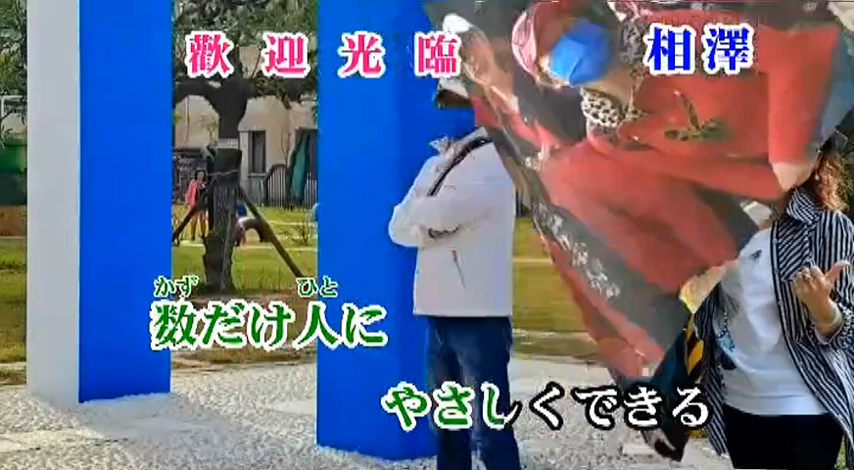 歡迎光臨 相澤
かず ひと
数だけ人に
やさしくできる